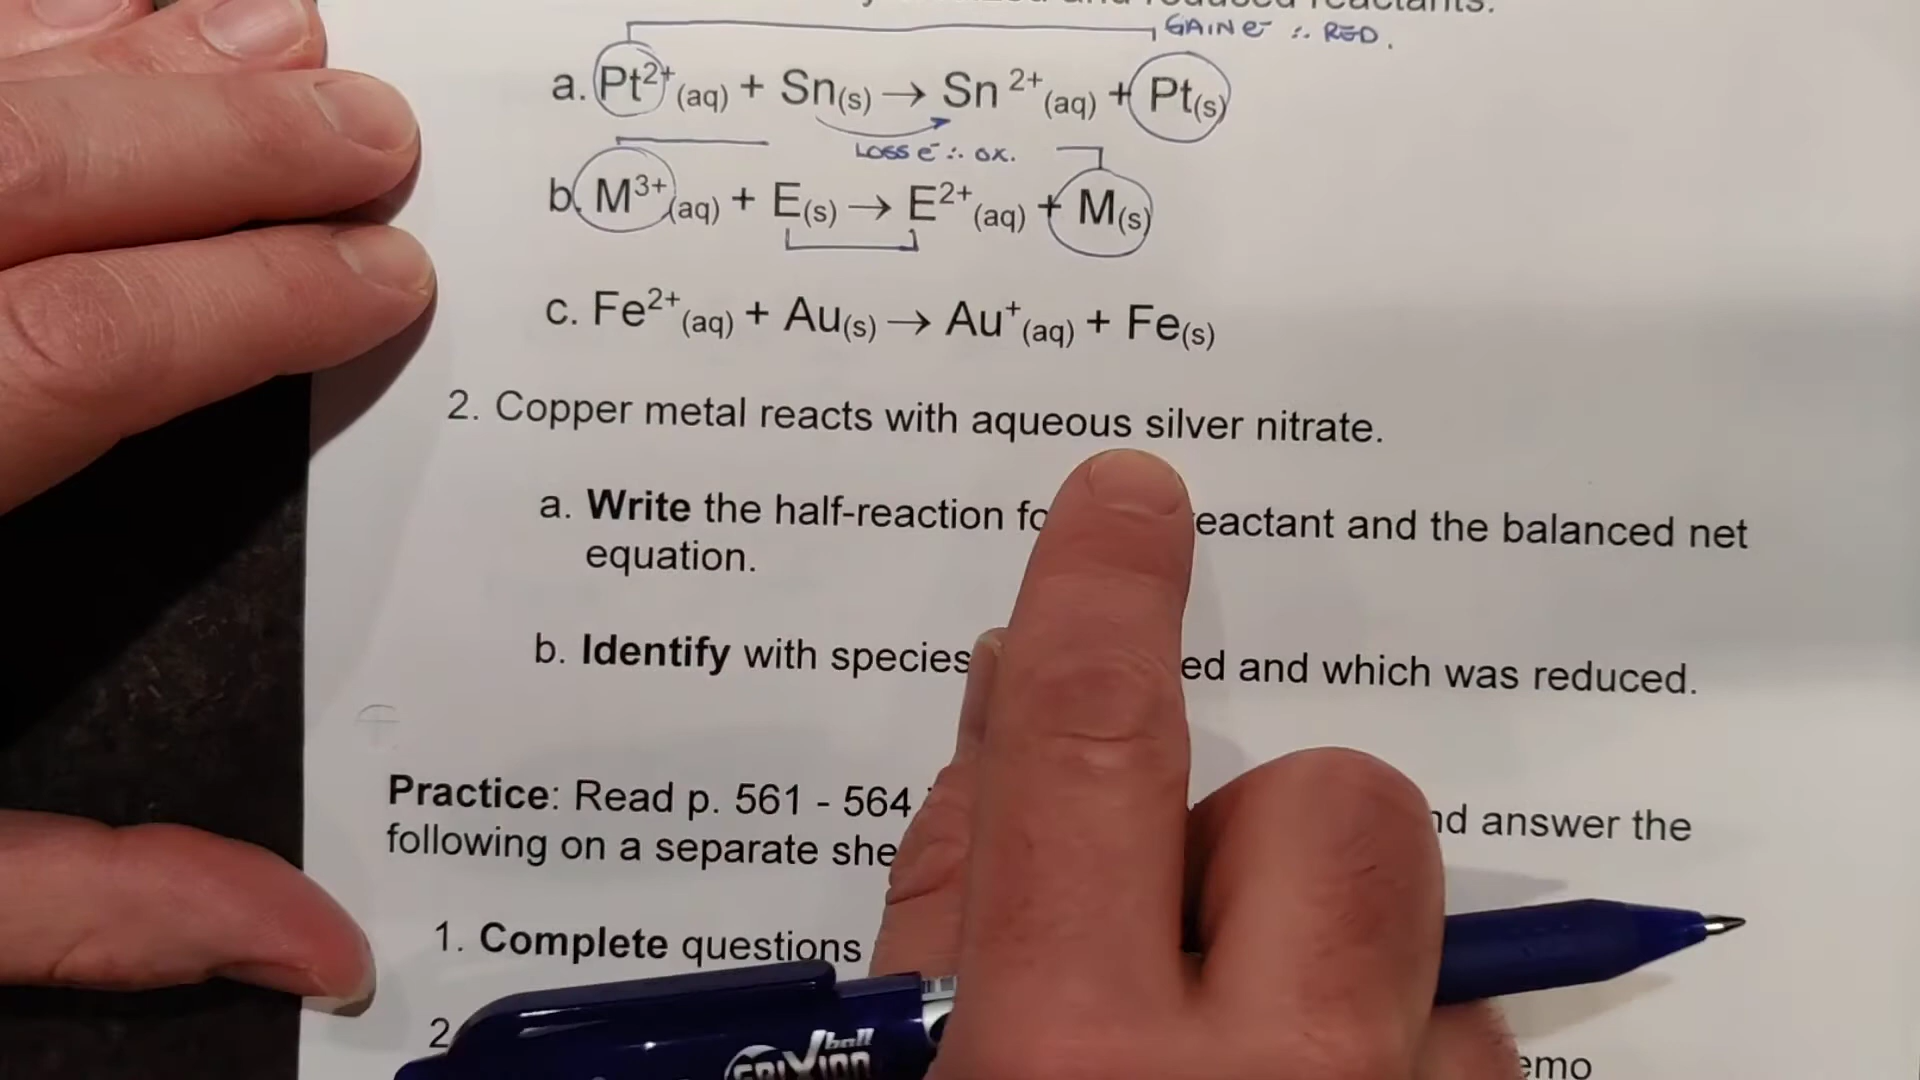 reduced reactants.
GAIN e⁻ ∴ RED.
a. Pt²⁺(aq) + Sn(s) → Sn ²⁺(aq) + Pt(s)
LOSS e⁻ ∴ OX.
b. M³⁺(aq) + E(s) → E²⁺(aq) + M(s)
c. Fe²⁺(aq) + Au(s) → Au⁺(aq) + Fe(s)
2. Copper metal reacts with aqueous silver nitrate.
a. Write the half-reaction eactant and the balanced net
equation.
b. Identify with species ed and which was reduced.
Practice: Read p. 561 - 564 nd answer the
following on a separate she
1. Complete questions
2
emo
ball